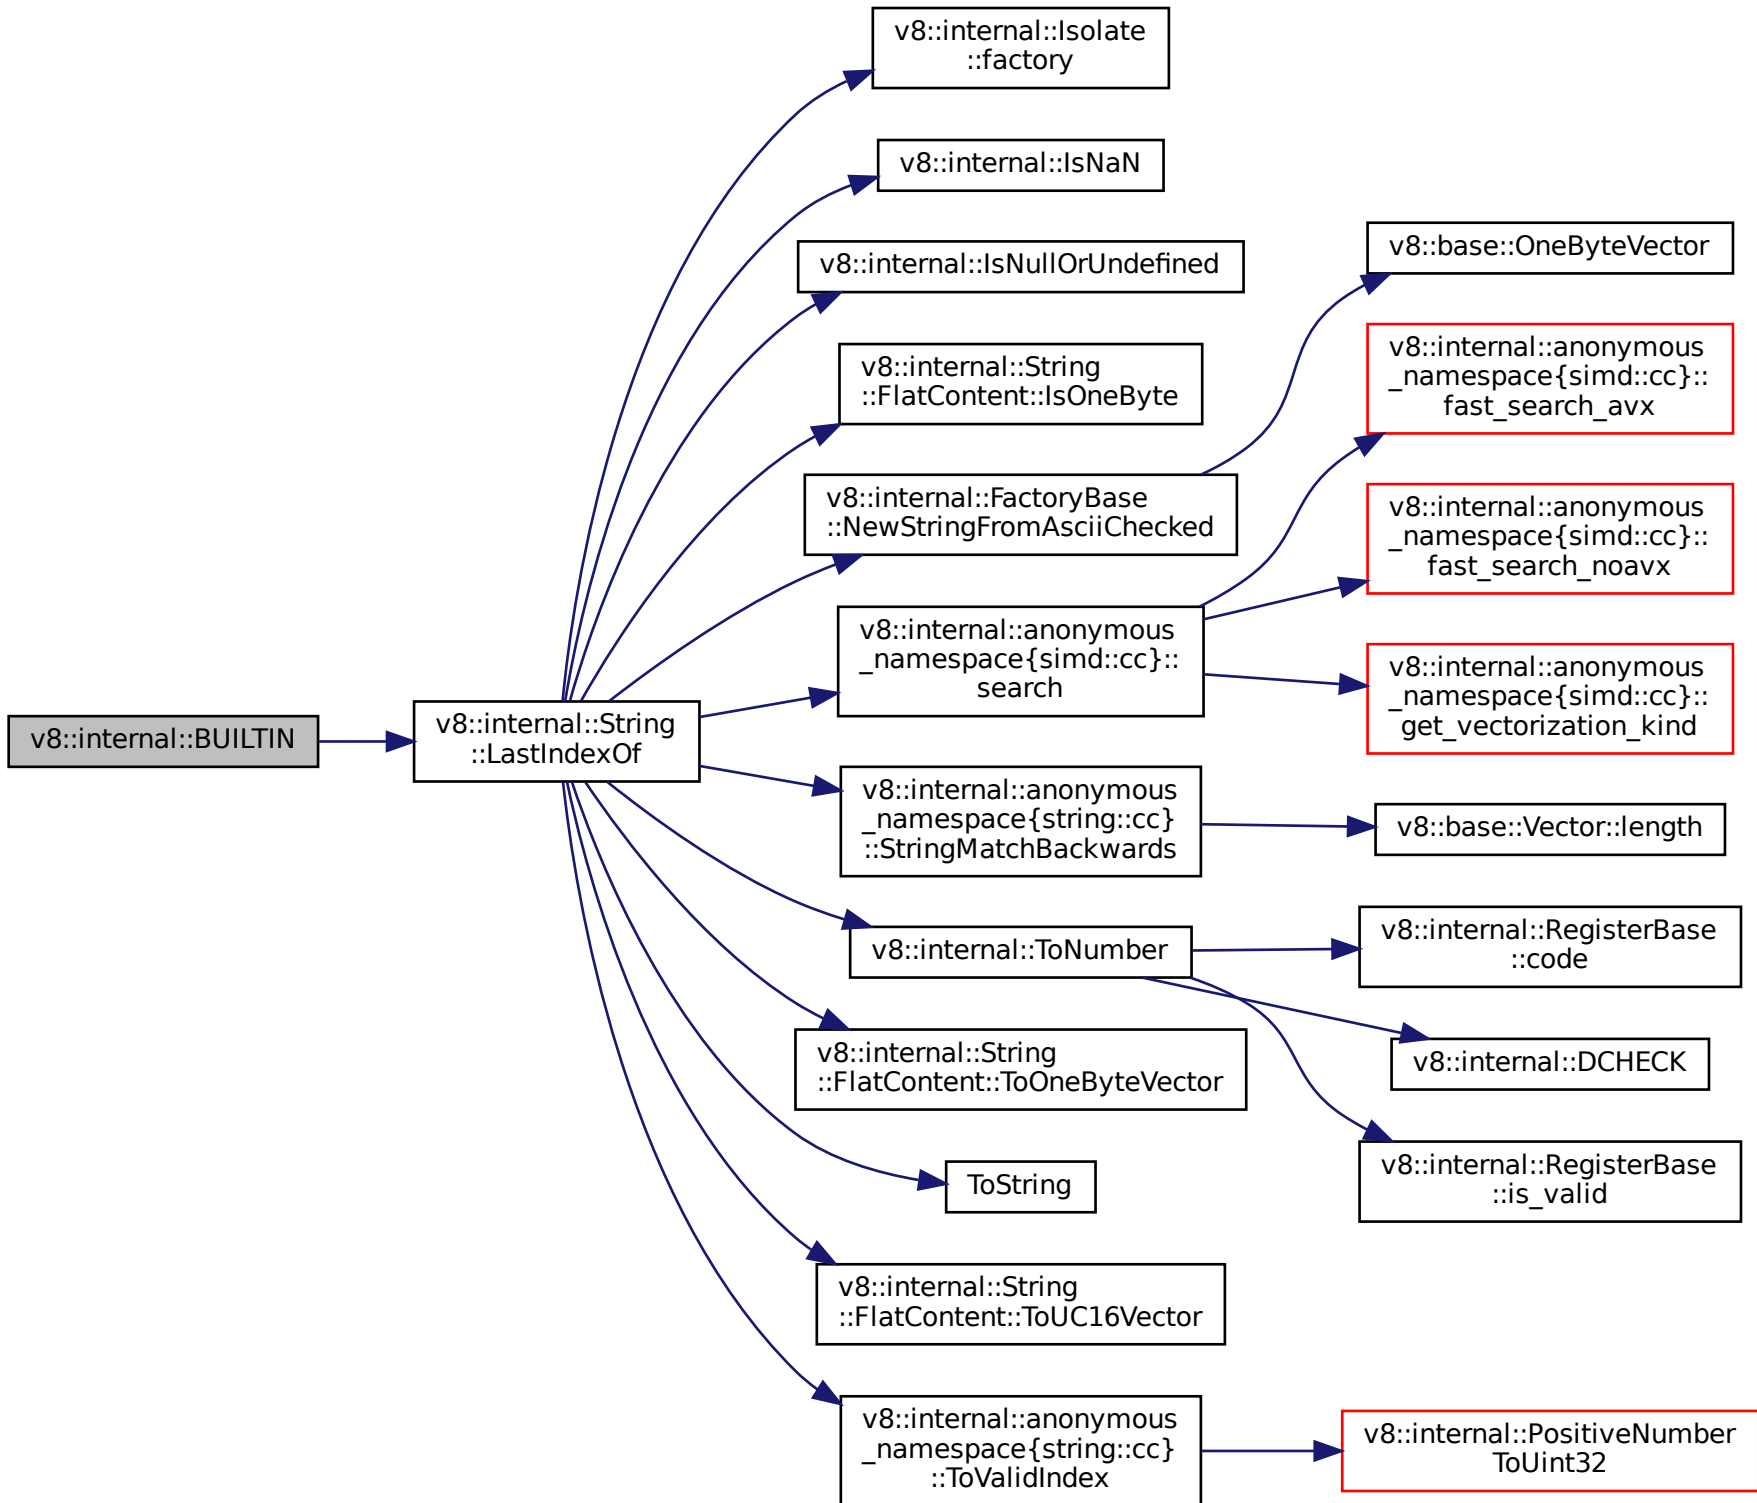 v8::internal::BUILTIN
v8::internal::String
::LastIndexOf
v8::internal::Isolate
::factory
v8::internal::IsNaN
v8::internal::IsNullOrUndefined
v8::internal::String
::FlatContent::IsOneByte
v8::internal::FactoryBase
::NewStringFromAsciiChecked
v8::internal::anonymous
_namespace{simd::cc}::
search
v8::internal::anonymous
_namespace{string::cc}
::StringMatchBackwards
v8::internal::ToNumber
v8::internal::String
::FlatContent::ToOneByteVector
ToString
v8::internal::String
::FlatContent::ToUC16Vector
v8::internal::anonymous
_namespace{string::cc}
::ToValidIndex
v8::base::OneByteVector
v8::internal::anonymous
_namespace{simd::cc}::
fast_search_avx
v8::internal::anonymous
_namespace{simd::cc}::
fast_search_noavx
v8::internal::anonymous
_namespace{simd::cc}::
get_vectorization_kind
v8::base::Vector::length
v8::internal::RegisterBase
::code
v8::internal::DCHECK
v8::internal::RegisterBase
::is_valid
v8::internal::PositiveNumber
ToUint32